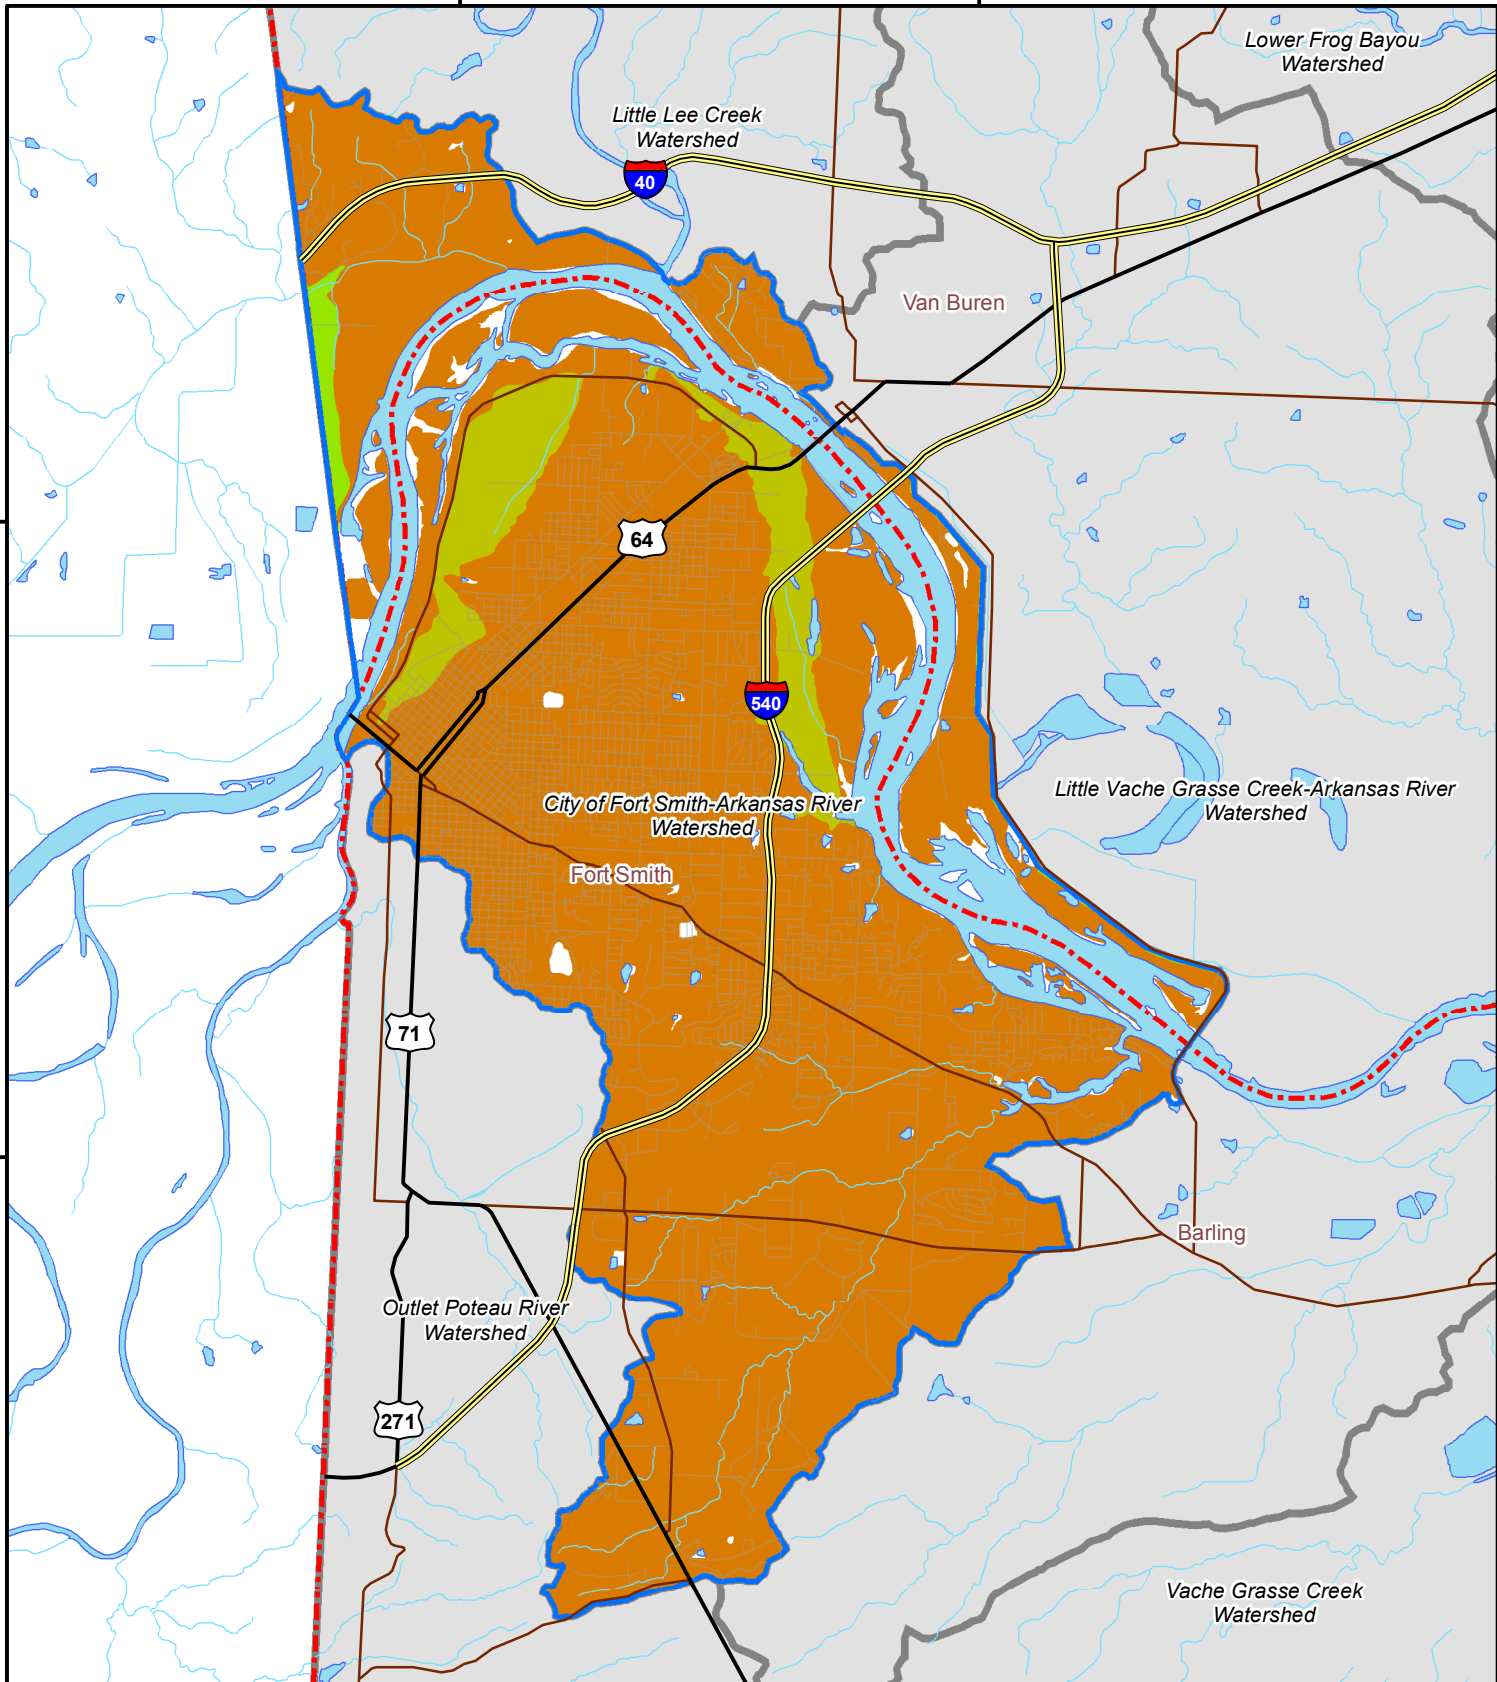 Lower Frog Bayou
Watershed
Little Lee Creek
Watershed
40
Van Buren
64
540
Little Vache Grasse Creek-Arkansas River
Watershed
City of Fort Smith-Arkansas River
Watershed
Fort Smith
71
Barling
Outlet Poteau River
Watershed
271
Vache Grasse Creek
Watershed